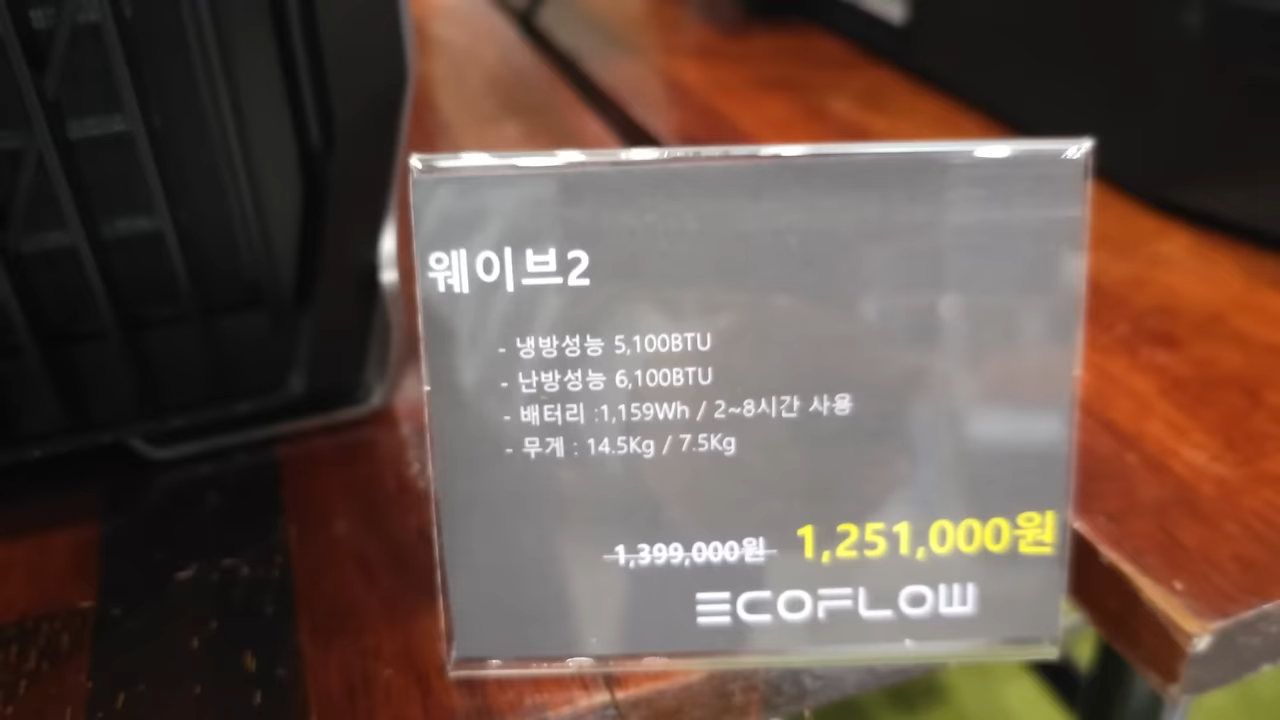 웨이브2
- 냉방성능 5,100BTU
- 난방성능 6,100BTU
- 배터리 :1,159Wh / 2~8시간 사용
- 무게 : 14.5Kg / 7.5Kg
1,399,000원 1,251,000원
ECOFLOW